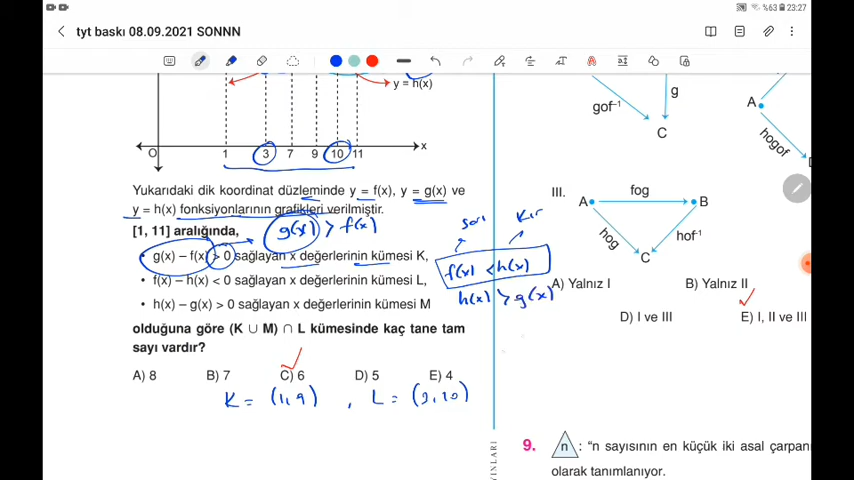 %63 23:27
tyt baskı 08.09.2021 SONNN
y = h(x)
O 1 3 7 9 10 11 x
Yukarıdaki dik koordinat düzleminde y = f(x), y = g(x) ve
y = h(x) fonksiyonlarının grafikleri verilmiştir.
g(x) > f(x)
[1, 11] aralığında,
• g(x) – f(x) > 0 sağlayan x değerlerinin kümesi K,
• f(x) – h(x) < 0 sağlayan x değerlerinin kümesi L,
• h(x) – g(x) > 0 sağlayan x değerlerinin kümesi M
f(x) < h(x)
h(x) > g(x)
olduğuna göre (K ∪ M) ∩ L kümesinde kaç tane tam
sayı vardır?
A) 8 B) 7 C) 6 D) 5 E) 4
K = (1,9) , L = (3,10)
gof⁻¹
g
C
A
hogof
III.
A fog B
hog hof⁻¹
C
A) Yalnız I B) Yalnız II
D) I ve III E) I, II ve III
9. n : "n sayısının en küçük iki asal çarpanı
olarak tanımlanıyor.